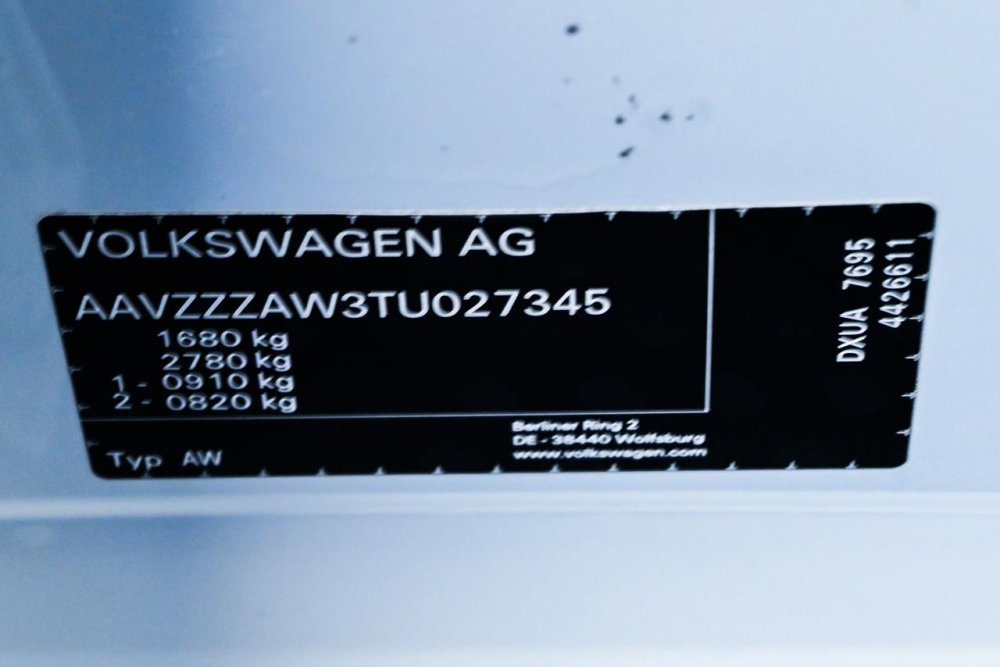 VOLKSWAGEN AG
AAVZZZAW3TU027345
1680 kg
2780 kg
1 - 0910 kg
2 - 0820 kg
Typ AW
Berliner Ring 2
DE - 38440 Wolfsburg
www.volkswagen.com
DXUA 7695
4426611